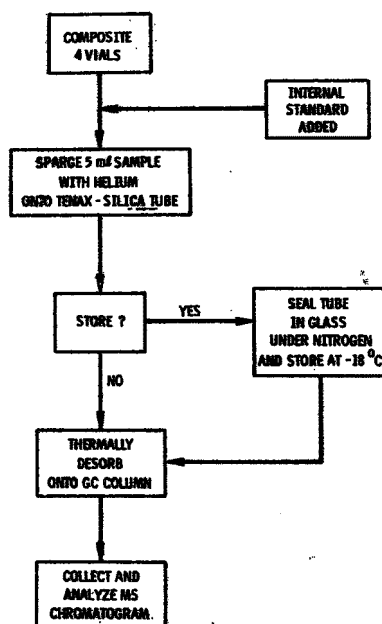 COMPOSITE
4 VIALS
INTERNAL
STANDARD
ADDED
SPARGE 5 ml SAMPLE
WITH HELIUM
ONTO TENAX - SILICA TUBE
STORE ?
YES
SEAL TUBE
IN GLASS
UNDER NITROGEN
AND STORE AT -18 °C
NO
THERMALLY
DESORB
ONTO GC COLUMN
COLLECT AND
ANALYZE MS
CHROMATOGRAM